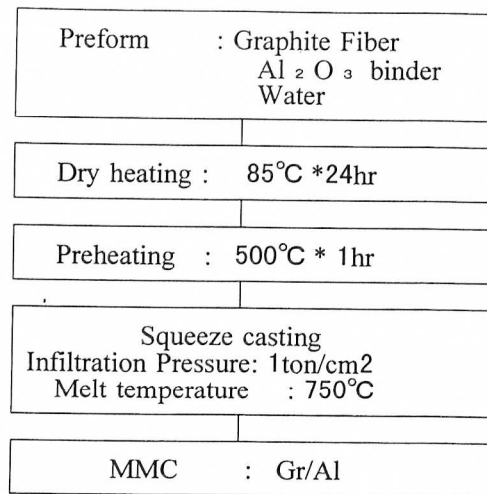 Preform : Graphite Fiber
Al₂O₃ binder
Water
Dry heating : 85℃ *24hr
Preheating : 500℃ * 1hr
Squeeze casting
Infiltration Pressure: 1ton/cm2
Melt temperature : 750℃
MMC : Gr/Al